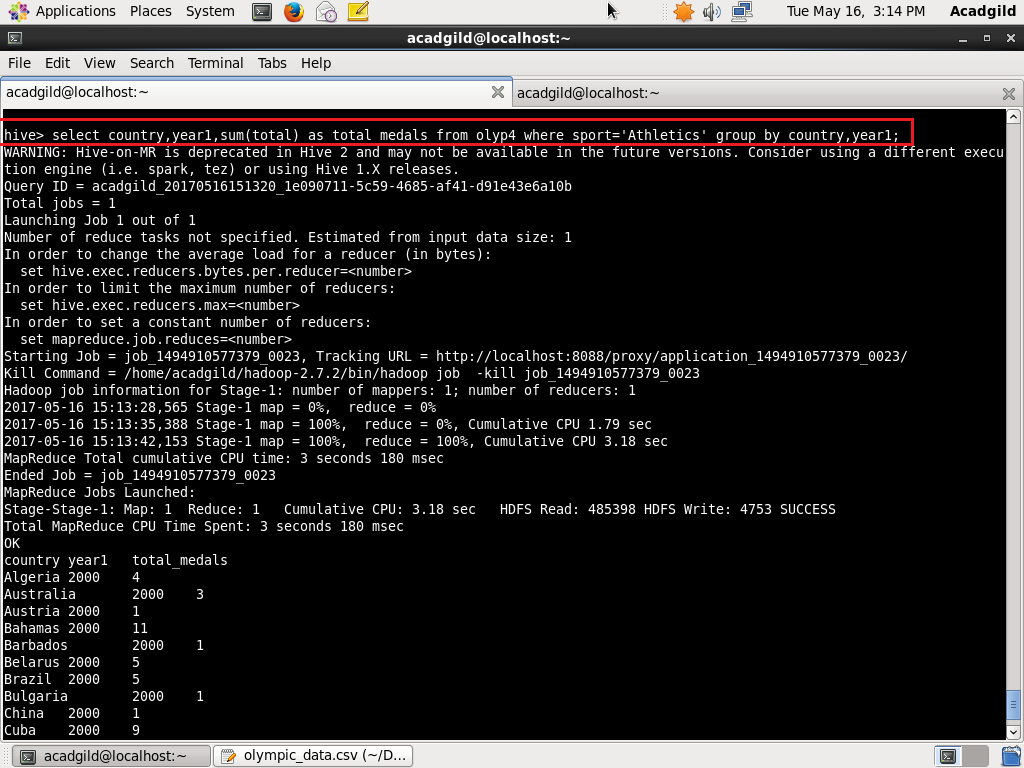 Applications Places System Tue May 16, 3:14 PM Acadgild
acadgild@localhost:~
File Edit View Search Terminal Tabs Help
acadgild@localhost:~ acadgild@localhost:~
hive> select country,year1,sum(total) as total_medals from olyp4 where sport='Athletics' group by country,year1;
WARNING: Hive-on-MR is deprecated in Hive 2 and may not be available in the future versions. Consider using a different execu
tion engine (i.e. spark, tez) or using Hive 1.X releases.
Query ID = acadgild_20170516151320_1e090711-5c59-4685-af41-d91e43e6a10b
Total jobs = 1
Launching Job 1 out of 1
Number of reduce tasks not specified. Estimated from input data size: 1
In order to change the average load for a reducer (in bytes):
  set hive.exec.reducers.bytes.per.reducer=<number>
In order to limit the maximum number of reducers:
  set hive.exec.reducers.max=<number>
In order to set a constant number of reducers:
  set mapreduce.job.reduces=<number>
Starting Job = job_1494910577379_0023, Tracking URL = http://localhost:8088/proxy/application_1494910577379_0023/
Kill Command = /home/acadgild/hadoop-2.7.2/bin/hadoop job  -kill job_1494910577379_0023
Hadoop job information for Stage-1: number of mappers: 1; number of reducers: 1
2017-05-16 15:13:28,565 Stage-1 map = 0%,  reduce = 0%
2017-05-16 15:13:35,388 Stage-1 map = 100%,  reduce = 0%, Cumulative CPU 1.79 sec
2017-05-16 15:13:42,153 Stage-1 map = 100%,  reduce = 100%, Cumulative CPU 3.18 sec
MapReduce Total cumulative CPU time: 3 seconds 180 msec
Ended Job = job_1494910577379_0023
MapReduce Jobs Launched:
Stage-Stage-1: Map: 1  Reduce: 1   Cumulative CPU: 3.18 sec   HDFS Read: 485398 HDFS Write: 4753 SUCCESS
Total MapReduce CPU Time Spent: 3 seconds 180 msec
OK
country year1   total_medals
Algeria 2000    4
Australia       2000    3
Austria 2000    1
Bahamas 2000    11
Barbados        2000    1
Belarus 2000    5
Brazil  2000    5
Bulgaria        2000    1
China   2000    1
Cuba    2000    9
acadgild@localhost:~ olympic_data.csv (~/D...